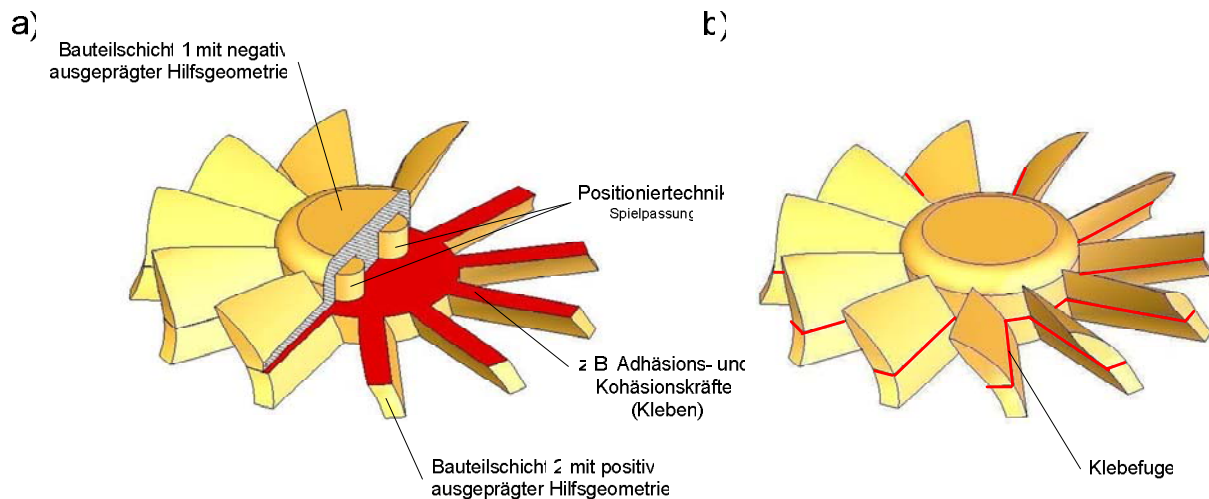 a)
Bauteilschicht 1 mit negativ
ausgeprägter Hilfsgeometrie
Positioniertechnik
Spielpassung
z B Adhäsions- und
Kohäsionskräfte
(Kleben)
Bauteilschicht 2 mit positiv
ausgeprägter Hilfsgeometrie
b)
Klebefuge